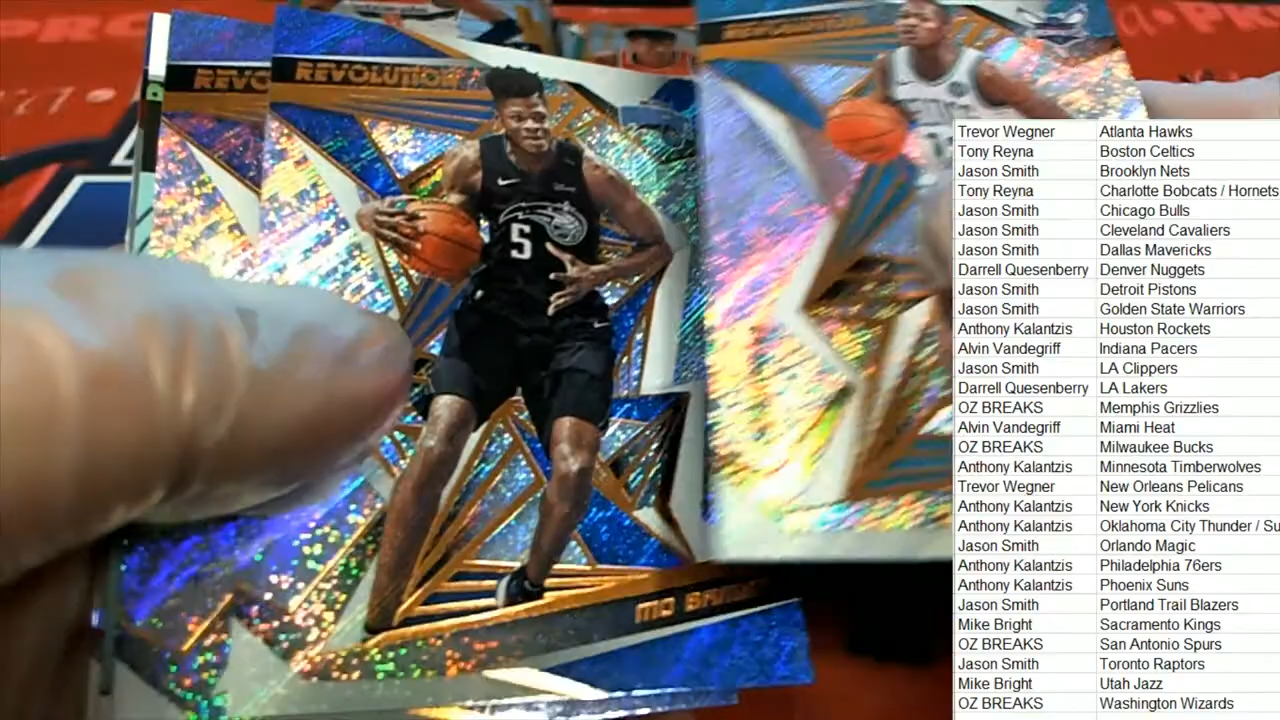 REVO
REVOLUTION
REVOLUTION
5
MO BAMBA
Trevor Wegner Atlanta Hawks
Tony Reyna Boston Celtics
Jason Smith Brooklyn Nets
Tony Reyna Charlotte Bobcats / Hornets
Jason Smith Chicago Bulls
Jason Smith Cleveland Cavaliers
Jason Smith Dallas Mavericks
Darrell Quesenberry Denver Nuggets
Jason Smith Detroit Pistons
Jason Smith Golden State Warriors
Anthony Kalantzis Houston Rockets
Alvin Vandegriff Indiana Pacers
Jason Smith LA Clippers
Darrell Quesenberry LA Lakers
OZ BREAKS Memphis Grizzlies
Alvin Vandegriff Miami Heat
OZ BREAKS Milwaukee Bucks
Anthony Kalantzis Minnesota Timberwolves
Trevor Wegner New Orleans Pelicans
Anthony Kalantzis New York Knicks
Anthony Kalantzis Oklahoma City Thunder / Su
Jason Smith Orlando Magic
Anthony Kalantzis Philadelphia 76ers
Anthony Kalantzis Phoenix Suns
Jason Smith Portland Trail Blazers
Mike Bright Sacramento Kings
OZ BREAKS San Antonio Spurs
Jason Smith Toronto Raptors
Mike Bright Utah Jazz
OZ BREAKS Washington Wizards